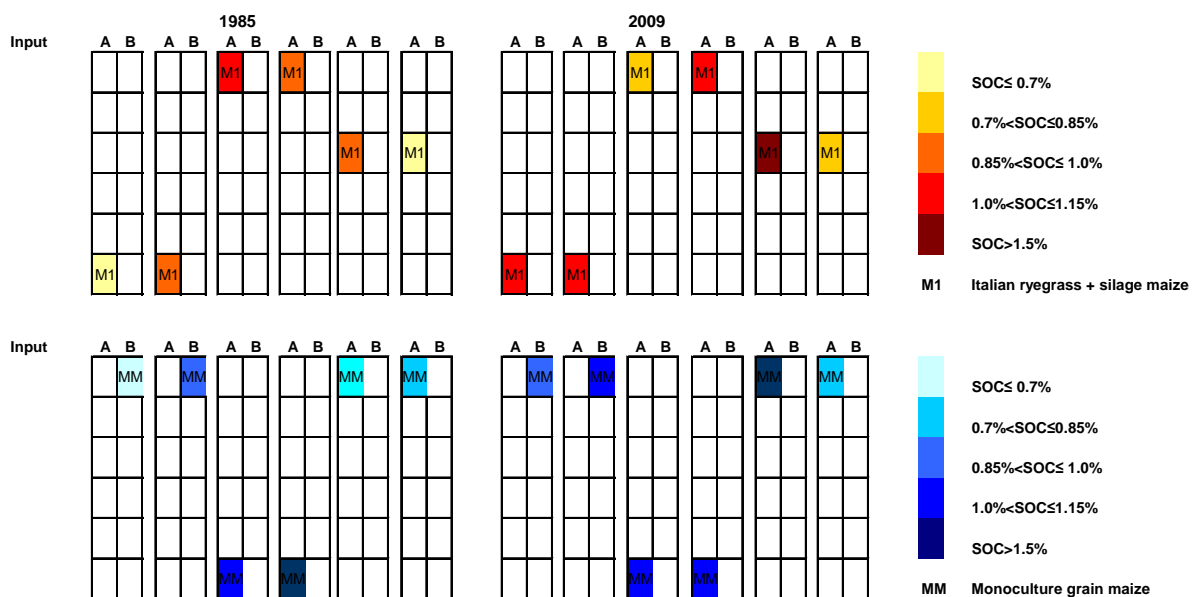 1985 2009
Input A B A B A B A B A B A B A B A B A B A B A B A B
M1 M1 M1 M1
SOC≤ 0.7%
0.7%<SOC≤0.85%
M1 M1 M1 M1 0.85%<SOC≤ 1.0%
1.0%<SOC≤1.15%
SOC>1.5%
M1 M1 M1 M1 M1 Italian ryegrass + silage maize
Input A B A B A B A B A B A B A B A B A B A B A B A B
MM MM MM MM MM MM MM MM
SOC≤ 0.7%
0.7%<SOC≤0.85%
0.85%<SOC≤ 1.0%
1.0%<SOC≤1.15%
SOC>1.5%
MM MM MM MM MM Monoculture grain maize